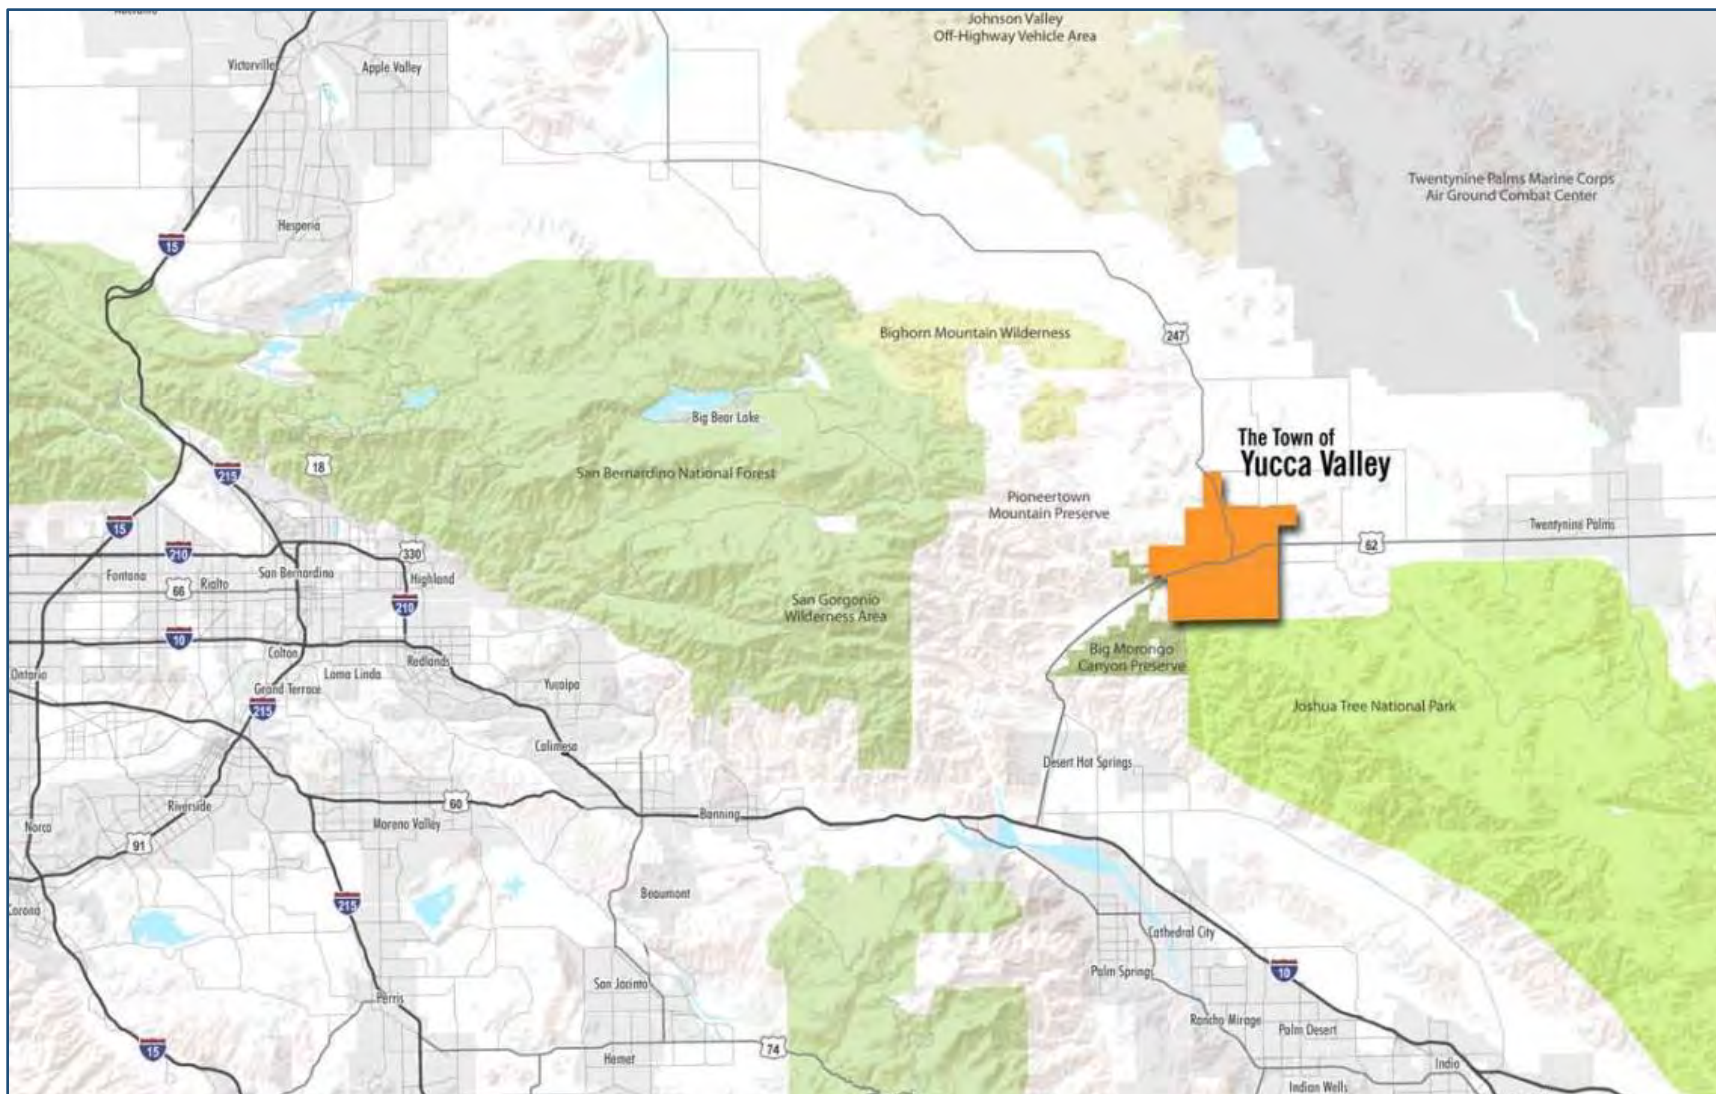 Johnson Valley
Off-Highway Vehicle Area
Victorville
Apple Valley
Twentynine Palms Marine Corps
Air Ground Combat Center
Hesperia
15
Bighorn Mountain Wilderness
247
Big Bear Lake
The Town of
Yucca Valley
18
215
San Bernardino National Forest
Pioneertown
Mountain Preserve
15
Twentynine Palms
62
210
330
San Bernardino
Fontana
Rialto
Highland
66
210
San Gorgonio
Wilderness Area
10
Colton
Redlands
Big Morongo
Canyon Preserve
Ontario
Loma Linda
Grand Terrace
Yucaipa
215
Joshua Tree National Park
Calimesa
Desert Hot Springs
Riverside
60
Norco
Moreno Valley
Banning
91
215
Beaumont
Corona
Cathedral City
Palm Springs
10
San Jacinto
Perris
Rancho Mirage
Palm Desert
15
74
Hemet
Indio
Indian Wells